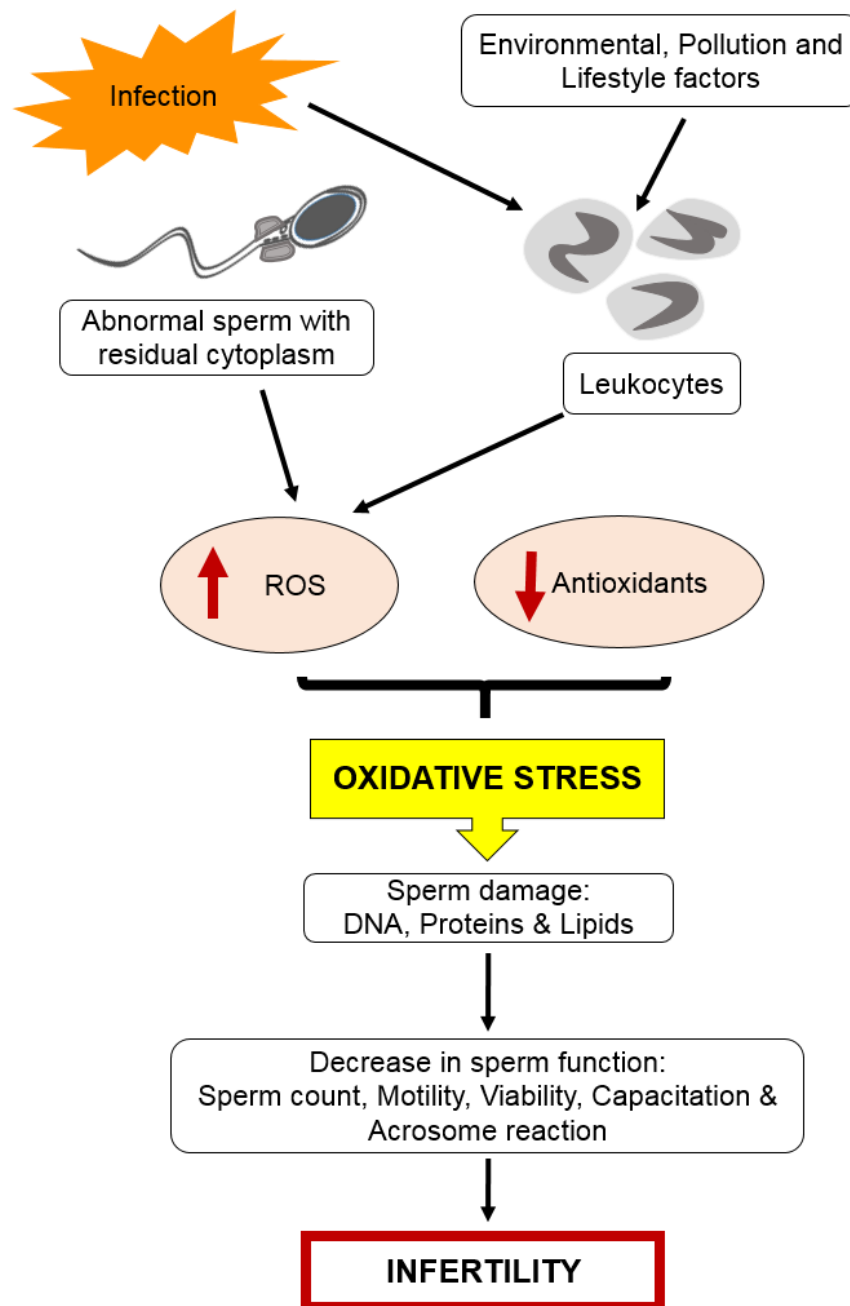 Infection
Environmental, Pollution and
Lifestyle factors
Abnormal sperm with
residual cytoplasm
Leukocytes
ROS
Antioxidants
OXIDATIVE STRESS
Sperm damage:
DNA, Proteins & Lipids
Decrease in sperm function:
Sperm count, Motility, Viability, Capacitation &
Acrosome reaction
INFERTILITY